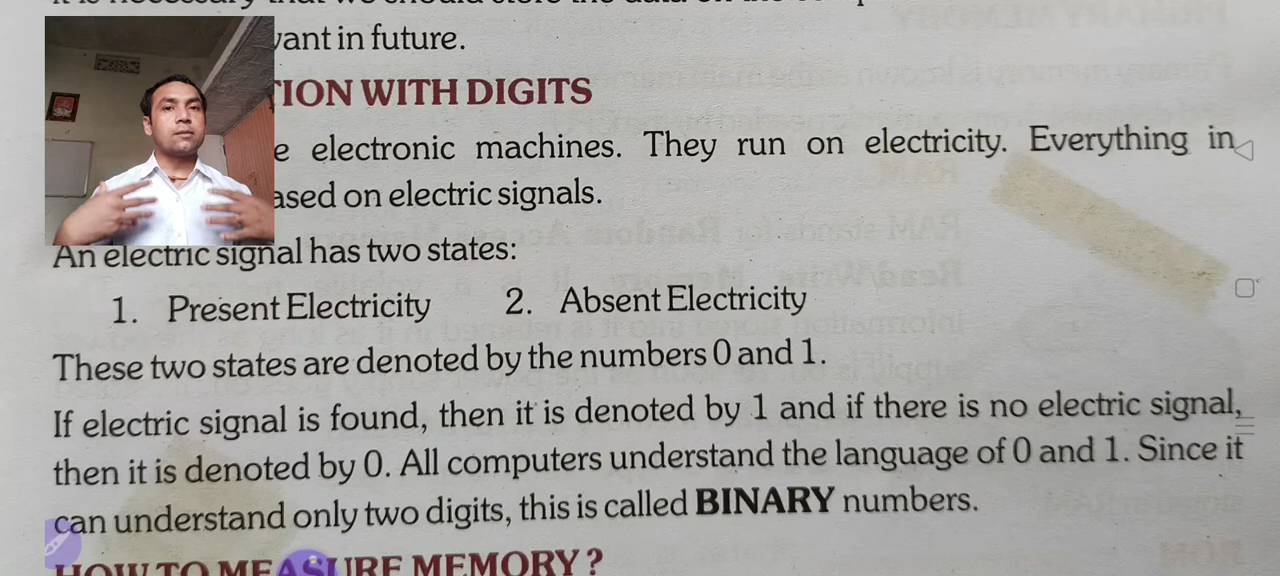 vant in future.
TION WITH DIGITS
e electronic machines. They run on electricity. Everything in
ased on electric signals.
An electric signal has two states:
1. Present Electricity 2. Absent Electricity
These two states are denoted by the numbers 0 and 1.
If electric signal is found, then it is denoted by 1 and if there is no electric signal,
then it is denoted by 0. All computers understand the language of 0 and 1. Since it
can understand only two digits, this is called BINARY numbers.
HOW TO MEASURE MEMORY?